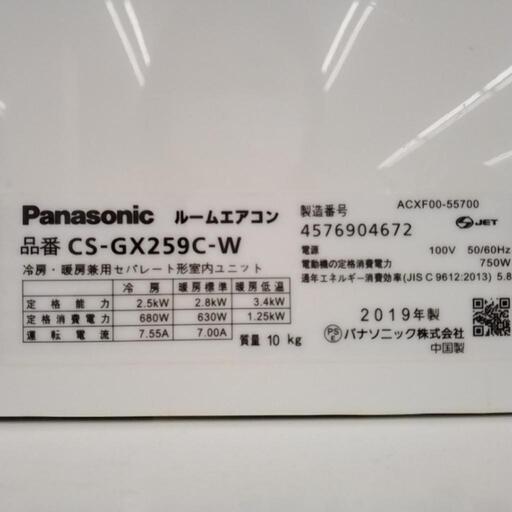 Panasonic ルームエアコン
品番 CS-GX259C-W
冷房・暖房兼用セパレート形室内ユニット
冷房 暖房標準 暖房低温
定格能力 2.5kW 2.8kW 3.4kW
定格消費電力 680W 630W 1.25kW
運転電流 7.55A 7.00A
質量 10 kg
ACXF00-55700
製造番号
4576904672
JET
電源 100V 50/60Hz
電動機の定格消費電力 750W
通年エネルギー消費効率(JIS C 9612:2013) 5.8
2019年製
PSE パナソニック株式会社
中国製